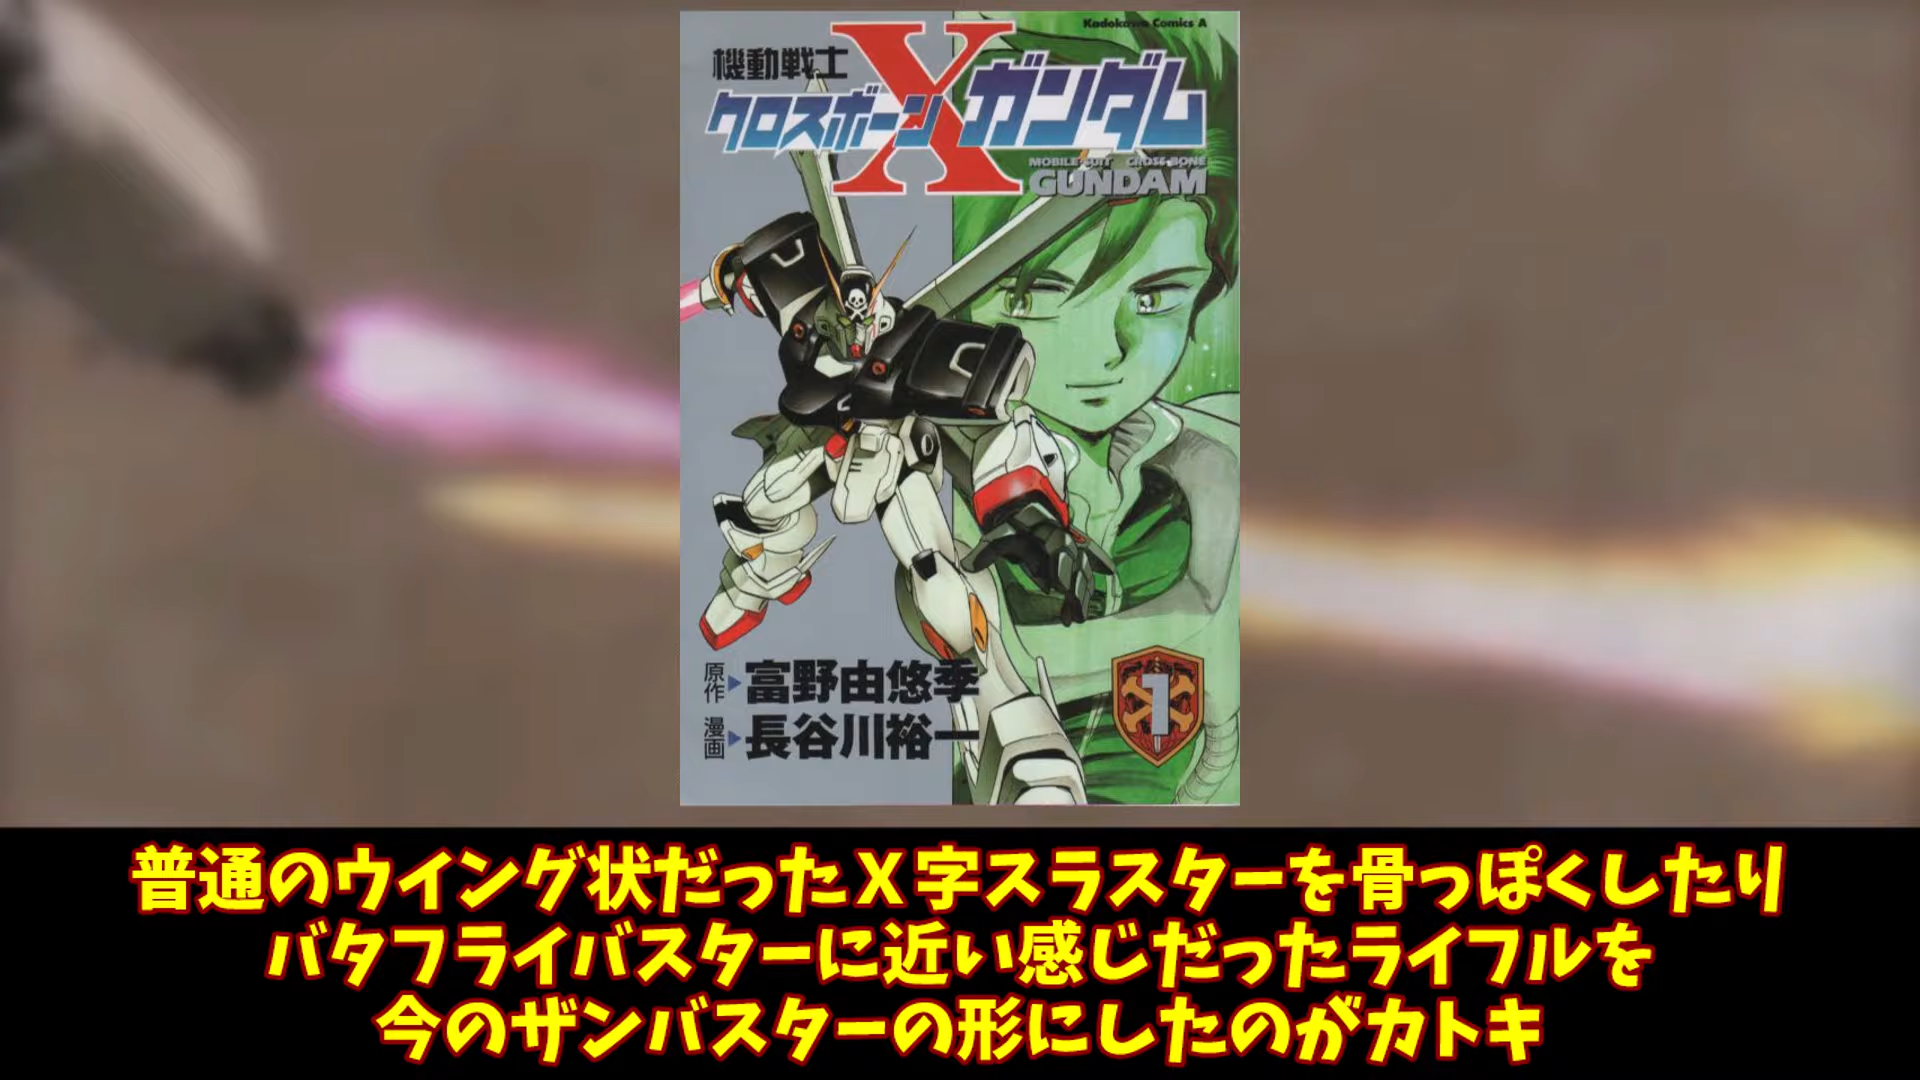 Kadokawa Comics A
機動戦士
クロスボーンXガンダム
MOBILE SUIT CROSS BONE
GUNDAM
原作▶富野由悠季
漫画▶長谷川裕一
1
普通のウイング状だったX字スラスターを骨っぽくしたり
バタフライバスターに近い感じだったライフルを
今のザンバスターの形にしたのがカトキ